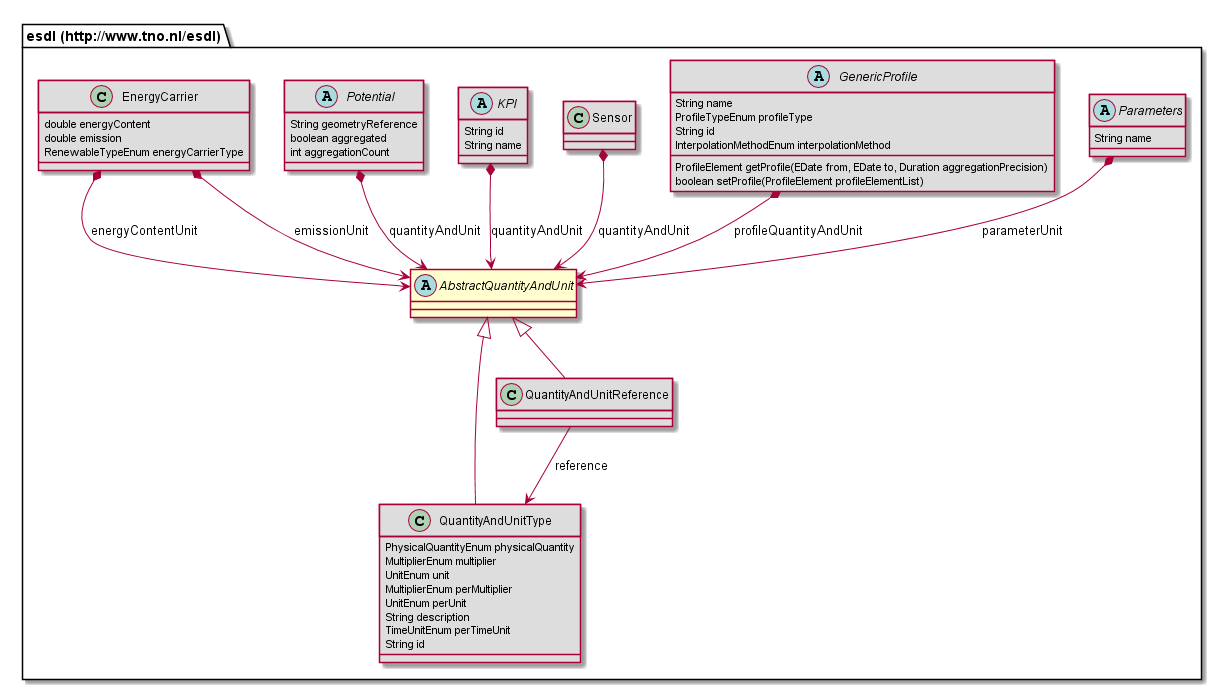 esdl (http://www.tno.nl/esdl)
C EnergyCarrier
double energyContent
double emission
RenewableTypeEnum energyCarrierType
A Potential
String geometryReference
boolean aggregated
int aggregationCount
A KPI
String id
String name
C Sensor
A GenericProfile
String name
ProfileTypeEnum profileType
String id
InterpolationMethodEnum interpolationMethod
ProfileElement getProfile(EDate from, EDate to, Duration aggregationPrecision)
boolean setProfile(ProfileElement profileElementList)
A Parameters
String name
energyContentUnit
emissionUnit
quantityAndUnit
quantityAndUnit
quantityAndUnit
profileQuantityAndUnit
parameterUnit
A AbstractQuantityAndUnit
C QuantityAndUnitReference
reference
C QuantityAndUnitType
PhysicalQuantityEnum physicalQuantity
MultiplierEnum multiplier
UnitEnum unit
MultiplierEnum perMultiplier
UnitEnum perUnit
String description
TimeUnitEnum perTimeUnit
String id